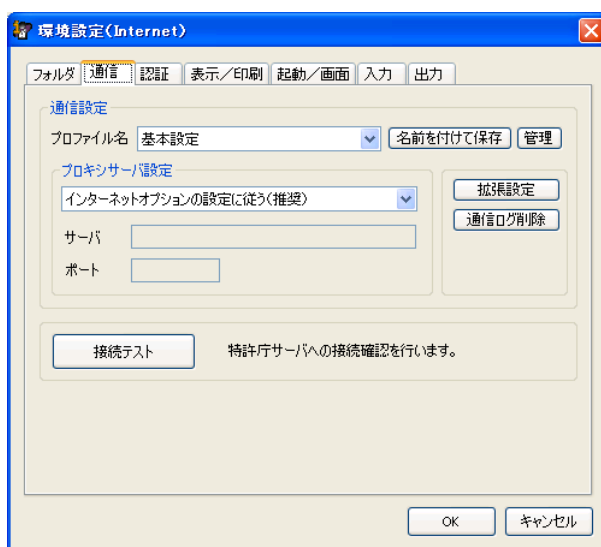 環境設定(Internet)
フォルダ 通信 認証 表示／印刷 起動／画面 入力 出力
通信設定
プロファイル名 基本設定 名前を付けて保存 管理
プロキシサーバ設定
インターネットオプションの設定に従う(推奨)
拡張設定
通信ログ削除
サーバ
ポート
接続テスト 特許庁サーバへの接続確認を行います。
OK キャンセル